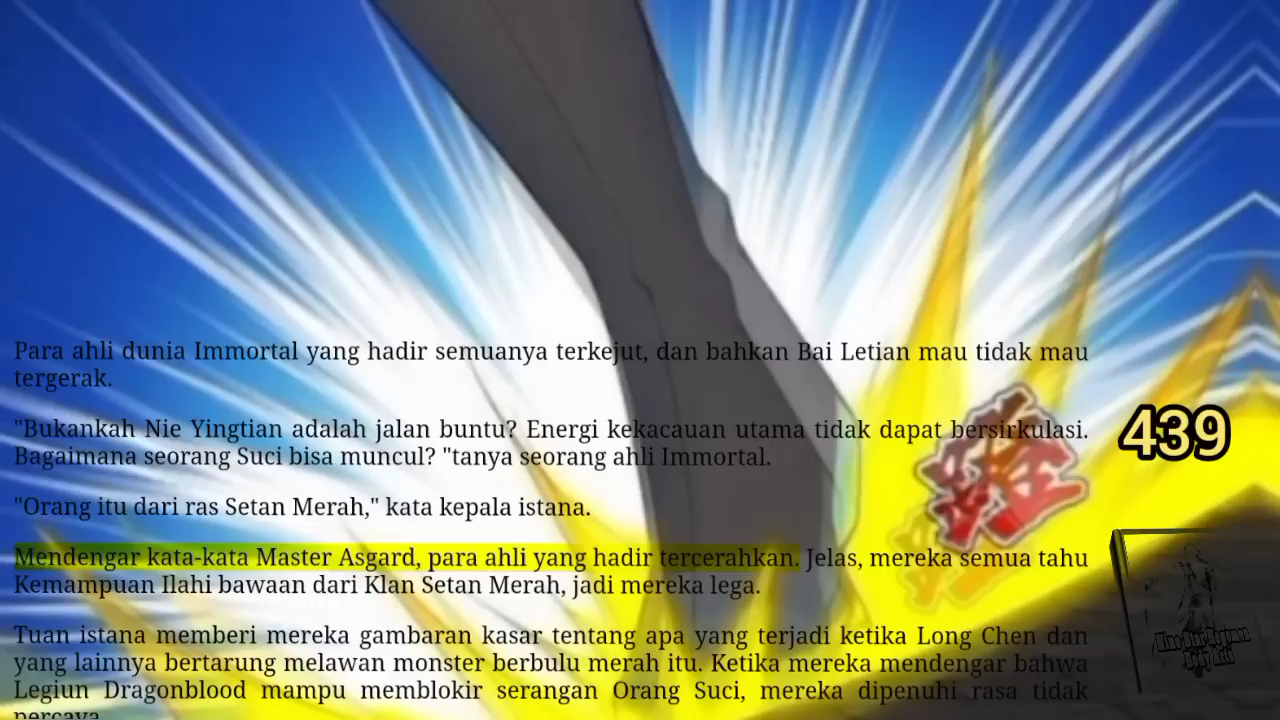 Para ahli dunia Immortal yang hadir semuanya terkejut, dan bahkan Bai Letian mau tidak mau
tergerak.
"Bukankah Nie Yingtian adalah jalan buntu? Energi kekacauan utama tidak dapat bersirkulasi.
Bagaimana seorang Suci bisa muncul? "tanya seorang ahli Immortal.
"Orang itu dari ras Setan Merah," kata kepala istana.
Mendengar kata-kata Master Asgard, para ahli yang hadir tercerahkan. Jelas, mereka semua tahu
Kemampuan Ilahi bawaan dari Klan Setan Merah, jadi mereka lega.
Tuan istana memberi mereka gambaran kasar tentang apa yang terjadi ketika Long Chen dan
yang lainnya bertarung melawan monster berbulu merah itu. Ketika mereka mendengar bahwa
Legiun Dragonblood mampu memblokir serangan Orang Suci, mereka dipenuhi rasa tidak
percaya.
439